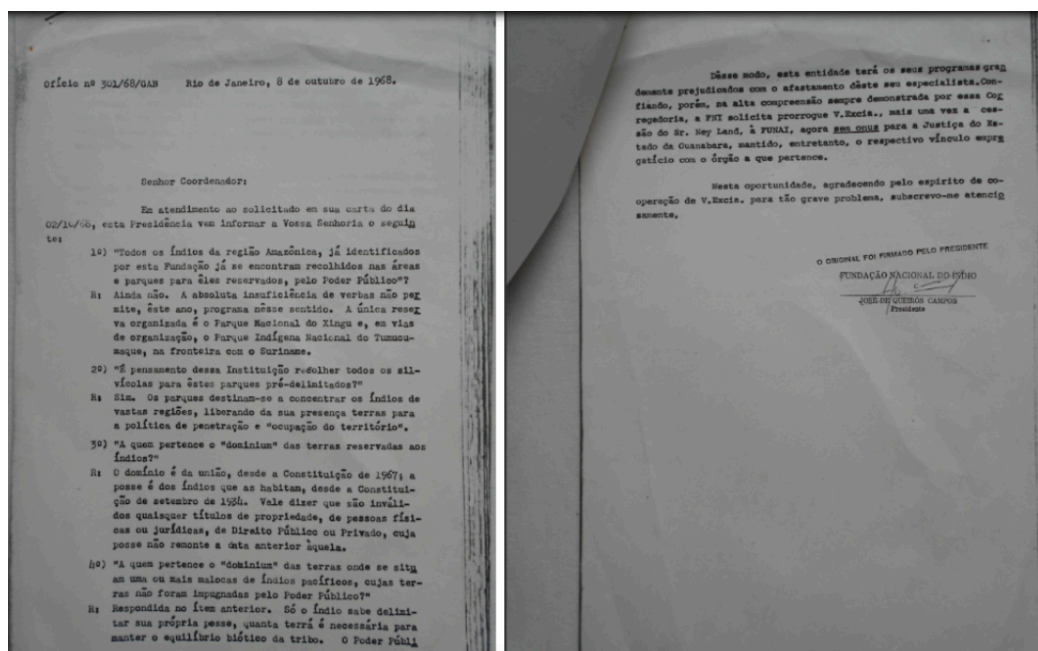 Ofício nº 301/68/GAB Rio de Janeiro, 8 de outubro de 1968.
Senhor Coordenador:
Em atendimento ao solicitado em sua carta do dia
02/10/68, esta Presidência vem informar a Vossa Senhoria o seguin
te:
1º) "Todos os Índios da região Amazônica, já identificados
por esta Fundação já se encontram recolhidos nas áreas
e parques para êles reservados, pelo Poder Público"?
R: Ainda não. A absoluta insuficiência de verbas não per
mite, êste ano, programa nêsse sentido. A única reser
va organizada é o Parque Nacional do Xingu e, em vias
de organização, o Parque Indígena Nacional do Tumucu-
maque, na fronteira com o Suriname.
2º) "É pensamento dessa Instituição recolher todos os sil-
vícolas para êstes parques pré-delimitados?"
R: Sim. Os parques destinam-se a concentrar os índios de
vastas regiões, liberando da sua presença terras para
a política de penetração e "ocupação do território".
3º) "A quem pertence o "dominium" das terras reservadas aos
índios?"
R: O domínio é da união, desde a Constituição de 1967; a
posse é dos índios que as habitam, desde a Constitui-
ção de setembro de 1934. Vale dizer que são inváli-
dos quaisquer títulos de propriedade, de pessoas físi-
cas ou jurídicas, de Direito Público ou Privado, cuja
posse não remonte a data anterior àquela.
4º) "A quem pertence o "dominium" das terras onde se situ
am uma ou mais malocas de índios pacíficos, cujas ter-
ras não foram impugnadas pelo Poder Público?"
R: Respondida no ítem anterior. Só o índio sabe delimi-
tar sua própria posse, quanta terrá é necessária para
manter o equilíbrio biótico da tribo. O Poder Públi
Dêsse modo, esta entidade terá os seus programas gran
demente prejudicados com o afastamento dêste seu especialista.Con-
fiando, porém, na alta compreensão sempre demonstrada por essa Cor
regedoria, a FNI solicita prorrogue V.Excia., mais uma vez a ces-
são do Sr. Ney Land, à FUNAI, agora sem onus para a Justiça do Es-
tado da Guanabara, mantido, entretanto, o respectivo vínculo empre
gatício com o órgão a que pertence.
Nesta oportunidade, agradecendo pelo espírito de co-
operação de V.Excia. para tão grave problema, subscrevo-me atencio
samente,
O ORIGINAL FOI FIRMADO PELO PRESIDENTE
FUNDAÇÃO NACIONAL DO ÍNDIO
JOSÉ DE QUEIRÓS CAMPOS
Presidente